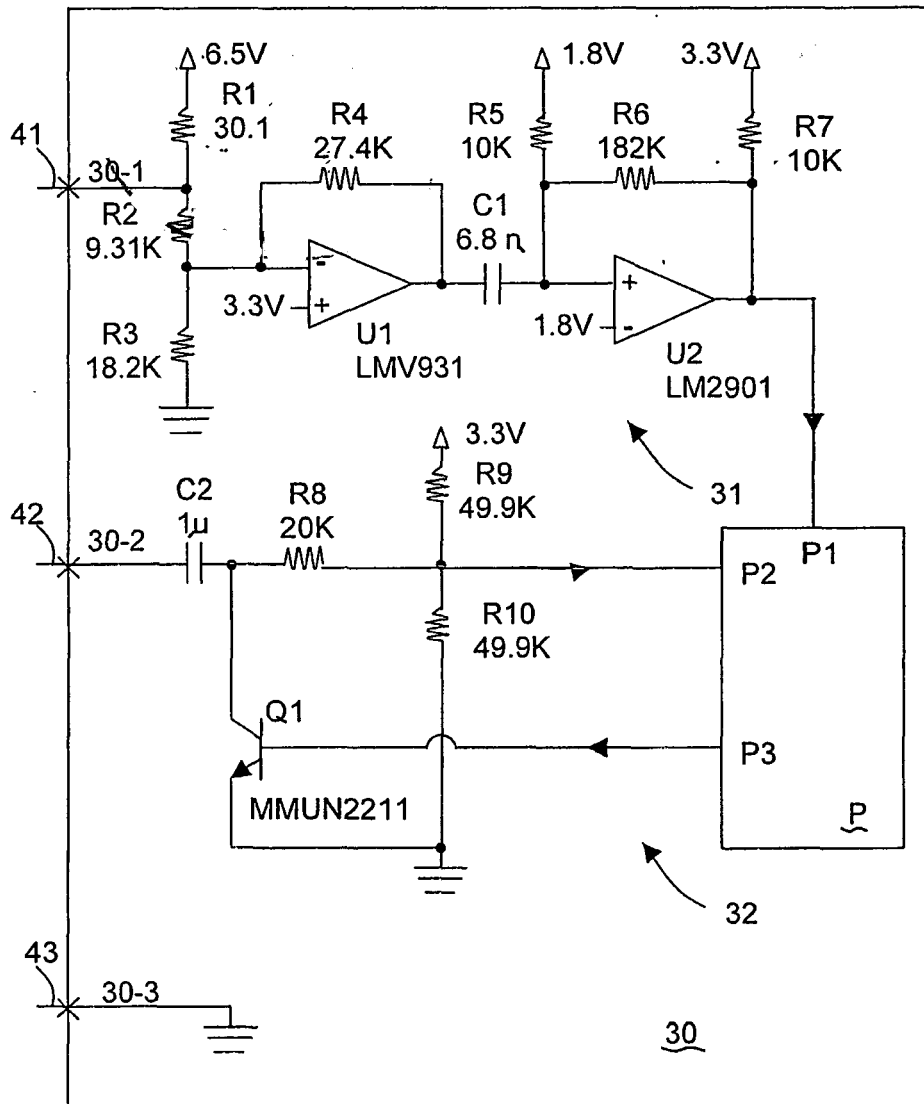 6.5V
1.8V
3.3V
R1
30.1
R4
27.4K
R5
10K
R6
182K
R7
10K
41
30-1
R2
9.31K
C1
6.8 n
-
+
3.3V
+
-
1.8V
R3
18.2K
U1
LMV931
U2
LM2901
3.3V
31
C2
1µ
R8
20K
R9
49.9K
42
30-2
P1
P2
R10
49.9K
Q1
P3
MMUN2211
P
32
43
30-3
30